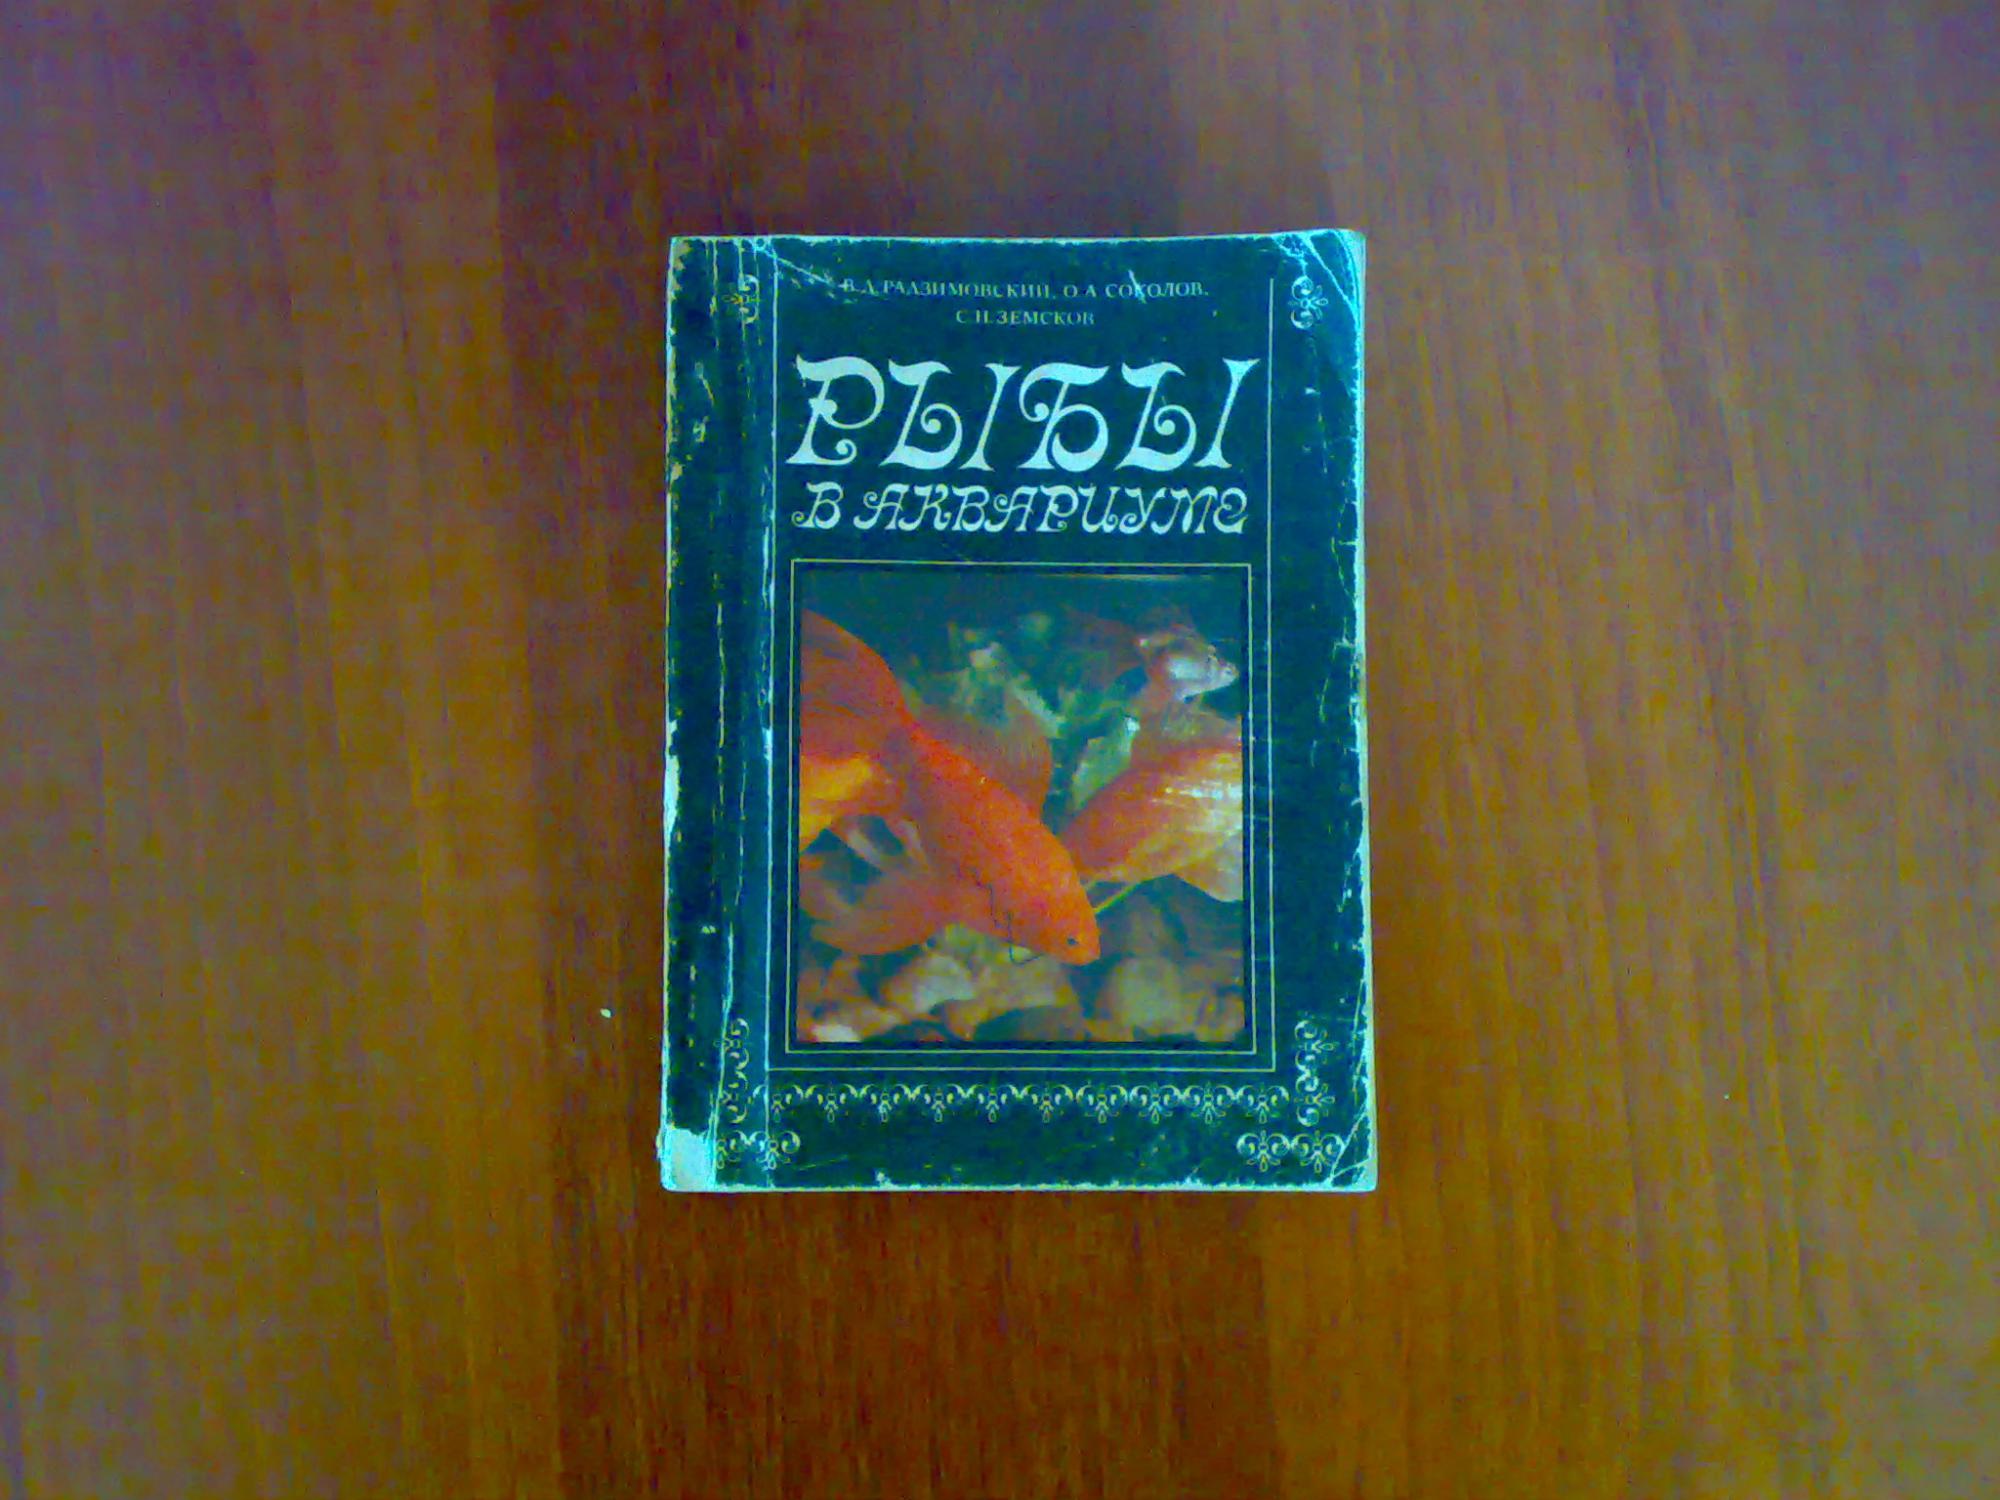 В.Д.РАДЗИМОВСКИЙ, О.А.СОКОЛОВ,
С.Н.ЗЕМСКОВ
РЫБЫ
В АКВАРИУМЕ